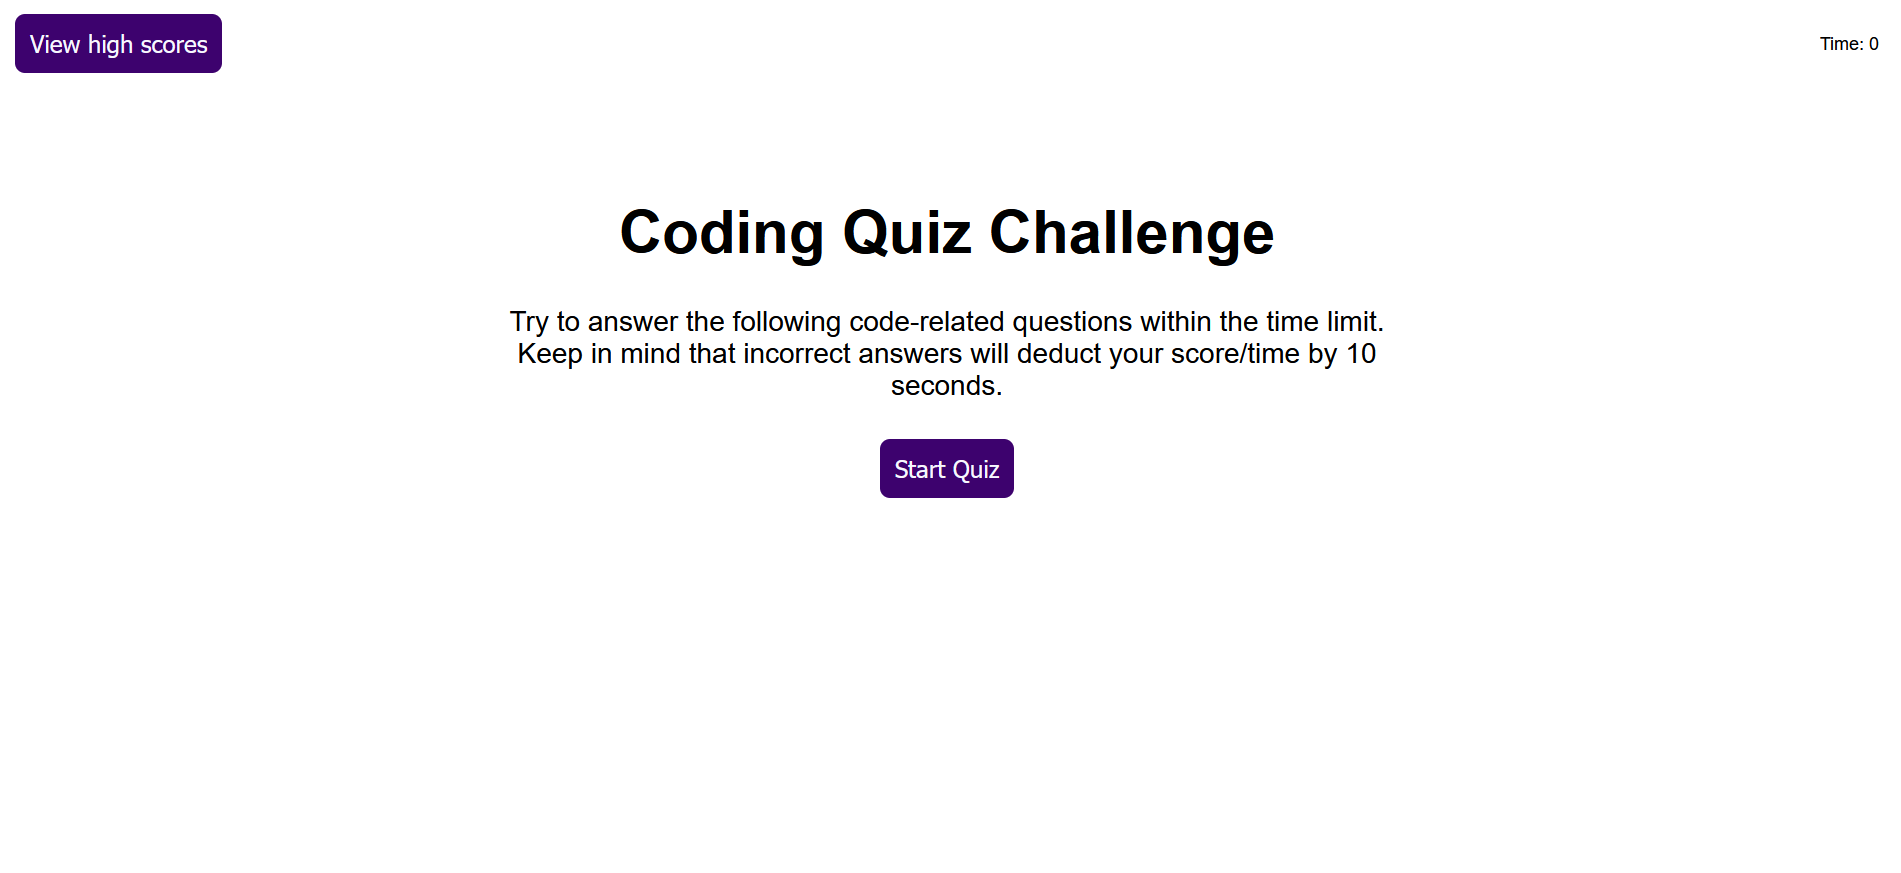 View high scores
Time: 0
Coding Quiz Challenge
Try to answer the following code-related questions within the time limit.
Keep in mind that incorrect answers will deduct your score/time by 10
seconds.
Start Quiz